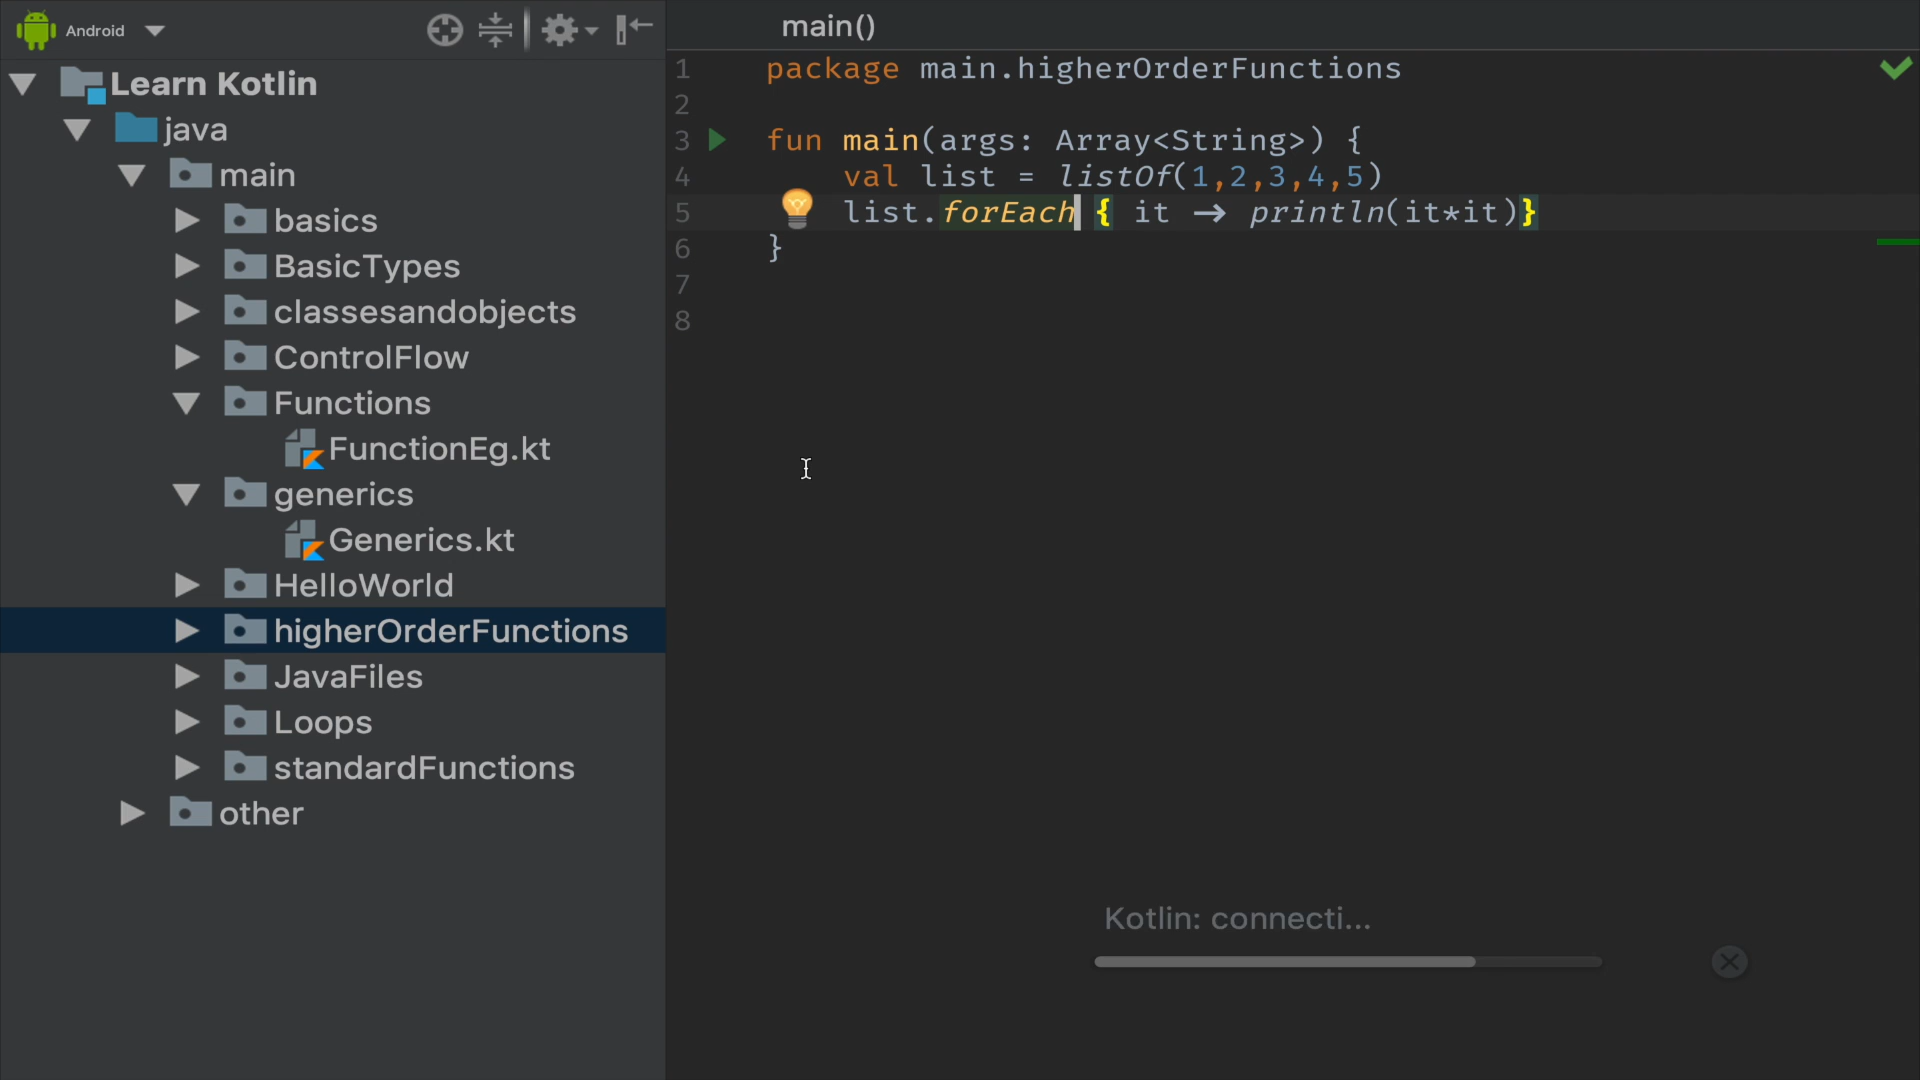 Android
Learn Kotlin
java
main
basics
BasicTypes
classesandobjects
ControlFlow
Functions
FunctionEg.kt
generics
Generics.kt
HelloWorld
higherOrderFunctions
JavaFiles
Loops
standardFunctions
other
main()
1 package main.higherOrderFunctions
2
3 fun main(args: Array<String>) {
4 val list = listOf(1,2,3,4,5)
5 list.forEach { it → println(it*it)}
6 }
7
8
Kotlin: connecti...